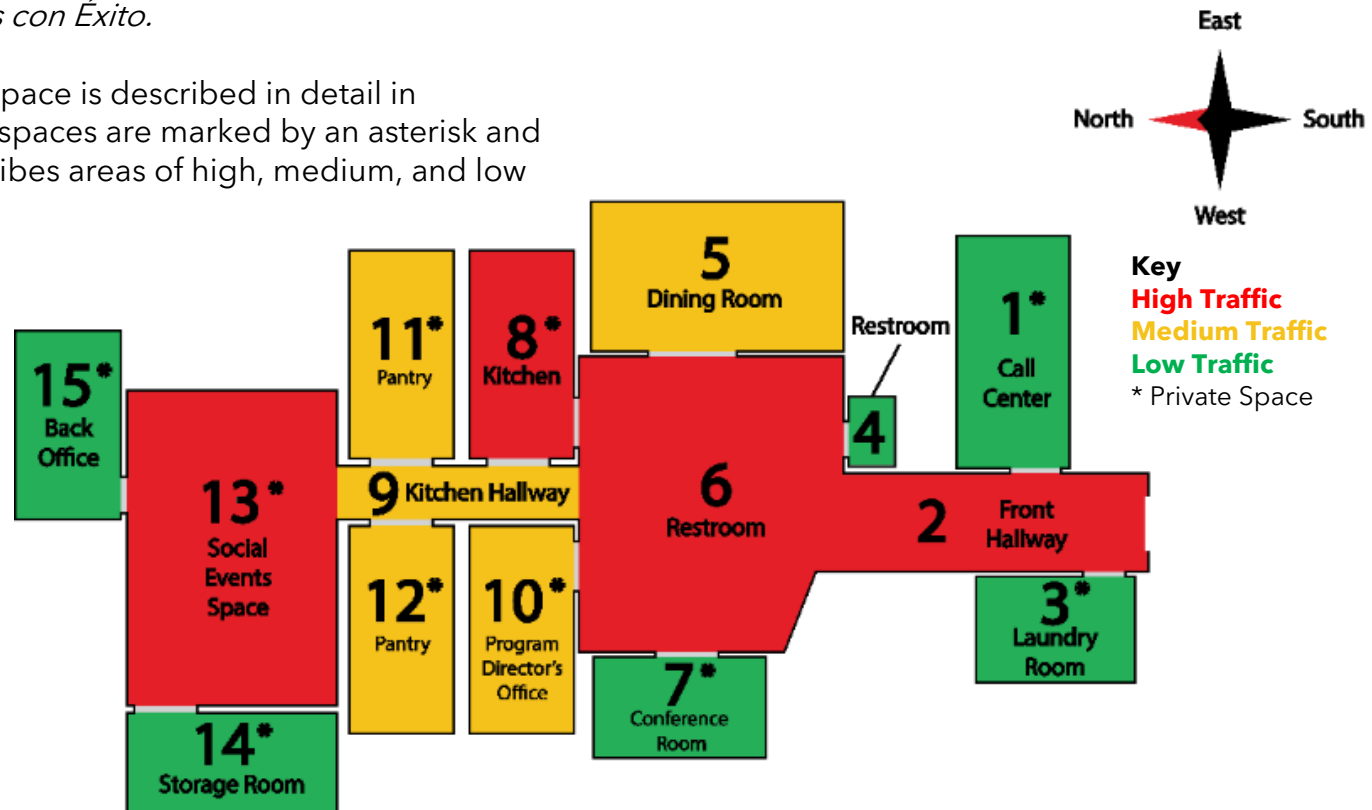 s con Éxito.
pace is described in detail in
spaces are marked by an asterisk and
ibes areas of high, medium, and low
East
North
South
West
Key
High Traffic
Medium Traffic
Low Traffic
* Private Space
15*
Back
Office
13*
Social
Events
Space
14*
Storage Room
11*
Pantry
8*
Kitchen
9 Kitchen Hallway
12*
Pantry
10*
Program
Director's
Office
5
Dining Room
6
Restroom
7*
Conference
Room
Restroom
4
1*
Call
Center
2
Front
Hallway
3*
Laundry
Room